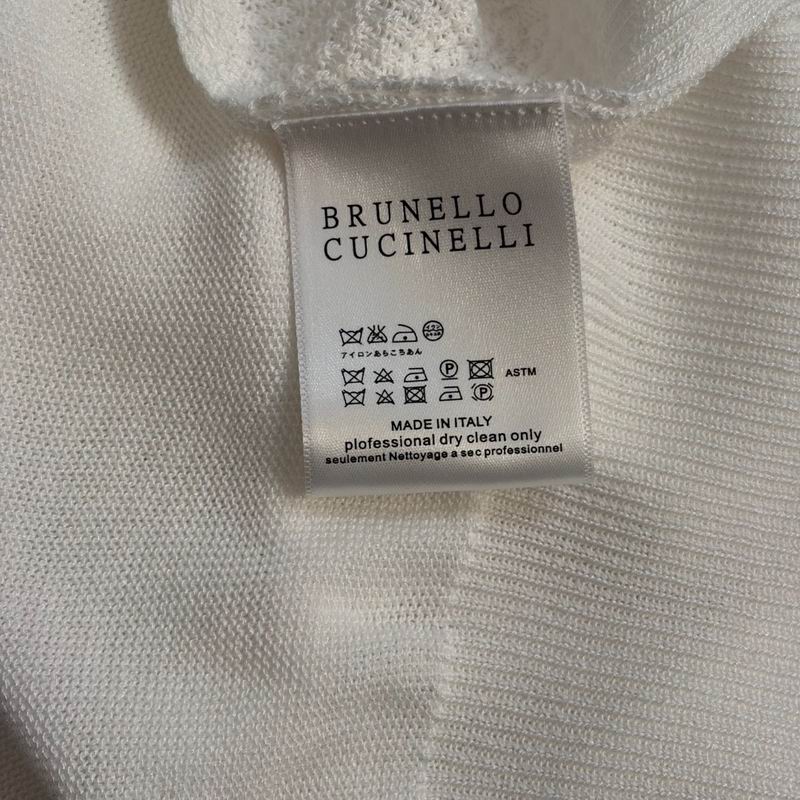 BRUNELLO
CUCINELLI
アイロンあちこちあん
P ASTM
P
MADE IN ITALY
plofessional dry clean only
seulement Nettoyage a sec professionnel